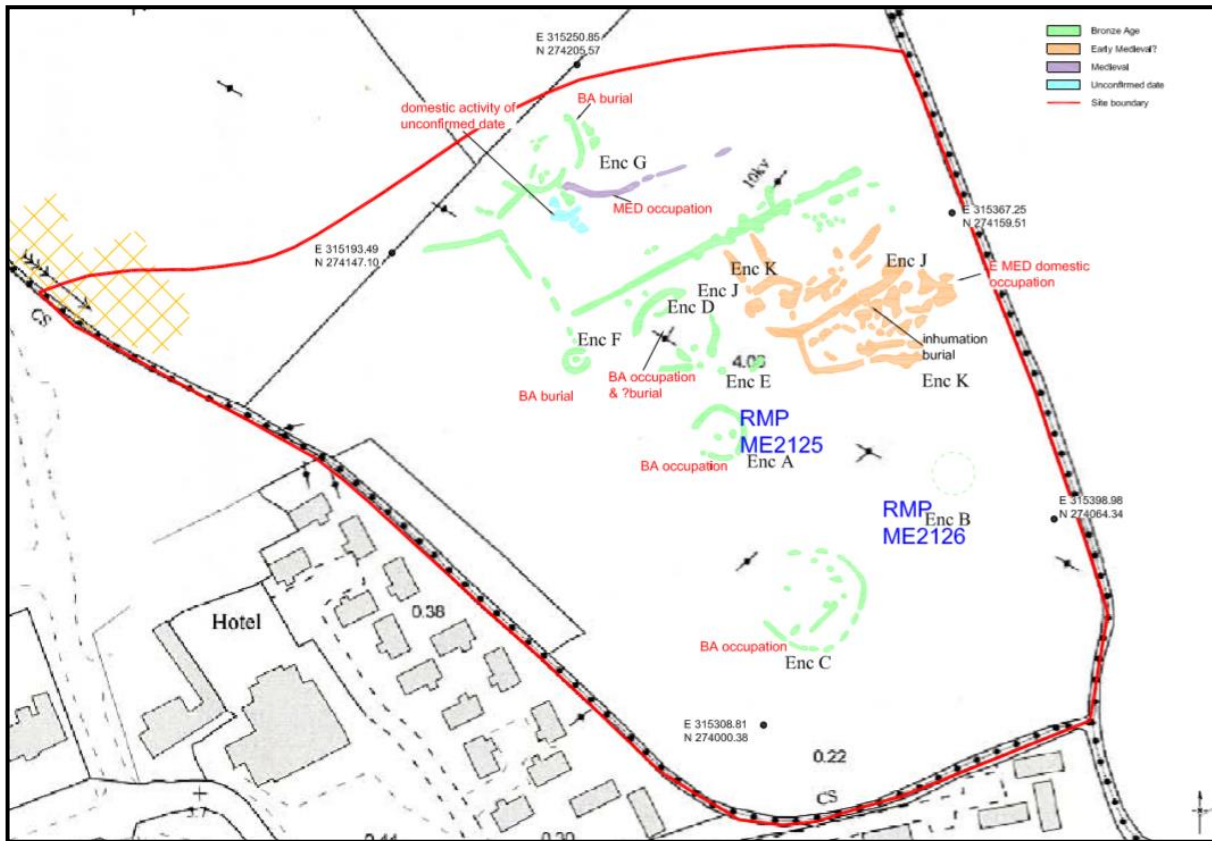 E 315250.85
N 274205.57
Bronze Age
Early Medieval?
Medieval
Unconfirmed date
Site boundary
domestic activity of
unconfirmed date
BA burial
Enc G
10kv
MED occupation
E 315367.25
N 274159.51
E 315193.49
N 274147.10
Enc K
Enc J
E MED domestic
occupation
Enc J
Enc D
CS
inhumation
burial
Enc F
Enc E
Enc K
BA burial
BA occupation
& ?burial
RMP
ME2125
BA occupation
Enc A
E 315398.98
N 274064.34
RMP
ME2126
Enc B
Hotel
0.38
BA occupation
Enc C
E 315308.81
N 274000.38
0.22
CS